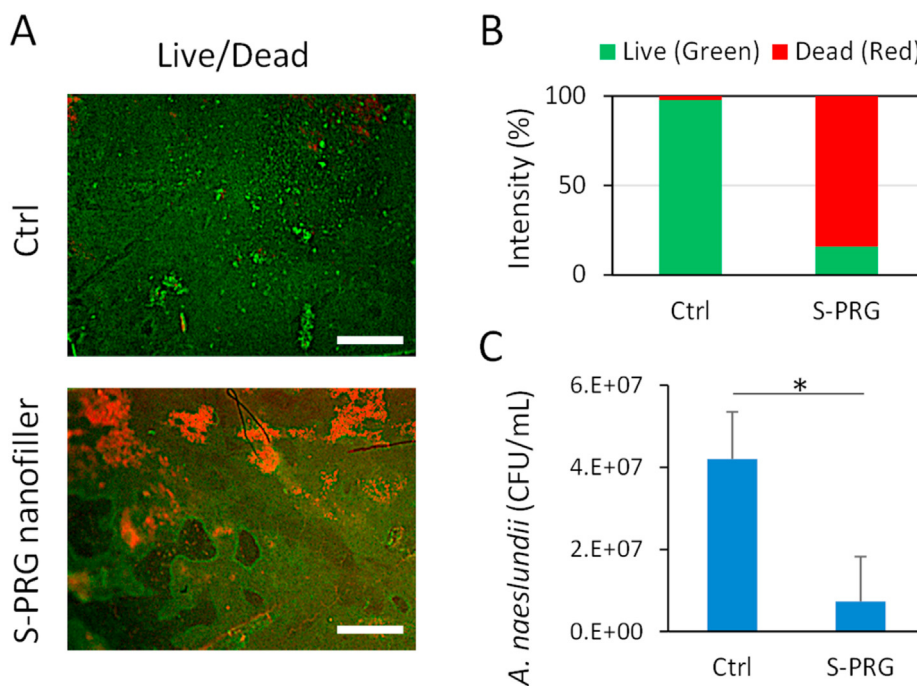 A
Live/Dead
Ctrl
S-PRG nanofiller
B
Live (Green) Dead (Red)
Intensity (%)
100
50
0
Ctrl S-PRG
C
A. naeslundii (CFU/mL)
6.E+07
4.E+07
2.E+07
0.E+00
*
Ctrl S-PRG